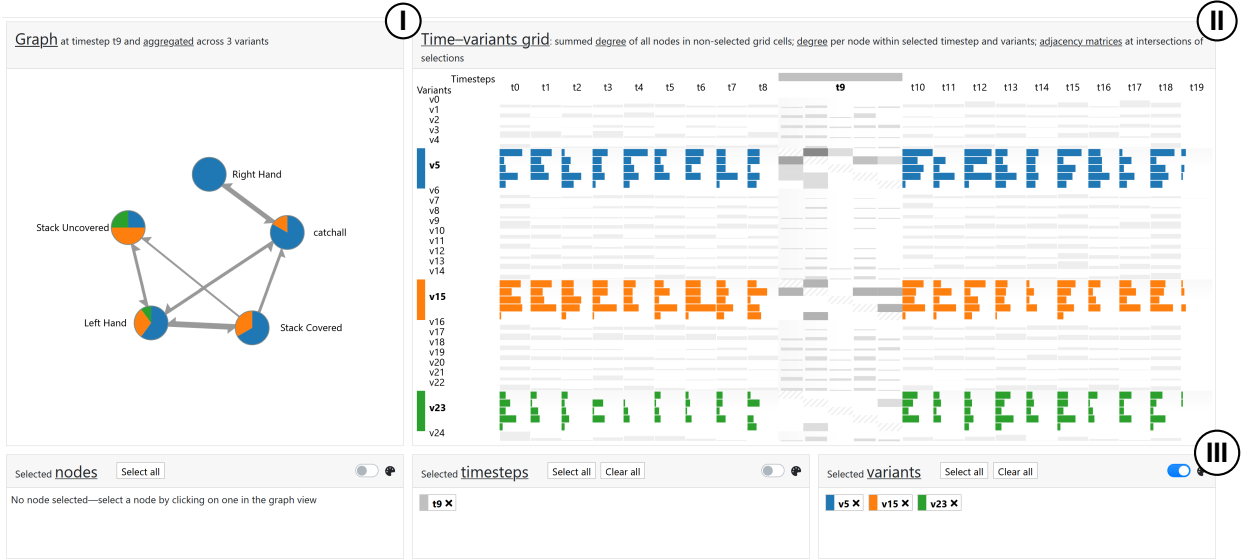 I
II
Graph at timestep t9 and aggregated across 3 variants
Time–variants grid: summed degree of all nodes in non-selected grid cells; degree per node within selected timestep and variants; adjacency matrices at intersections of
selections
Timesteps
Variants
t0 t1 t2 t3 t4 t5 t6 t7 t8 t9 t10 t11 t12 t13 t14 t15 t16 t17 t18 t19
v0
v1
v2
v3
v4
v5
v6
v7
v8
v9
v10
v11
v12
v13
v14
v15
v16
v17
v18
v19
v20
v21
v22
v23
v24
Right Hand
Stack Uncovered
catchall
Left Hand
Stack Covered
III
Selected nodes Select all
No node selected—select a node by clicking on one in the graph view
Selected timesteps Select all Clear all
t9 ×
Selected variants Select all Clear all
v5 × v15 × v23 ×